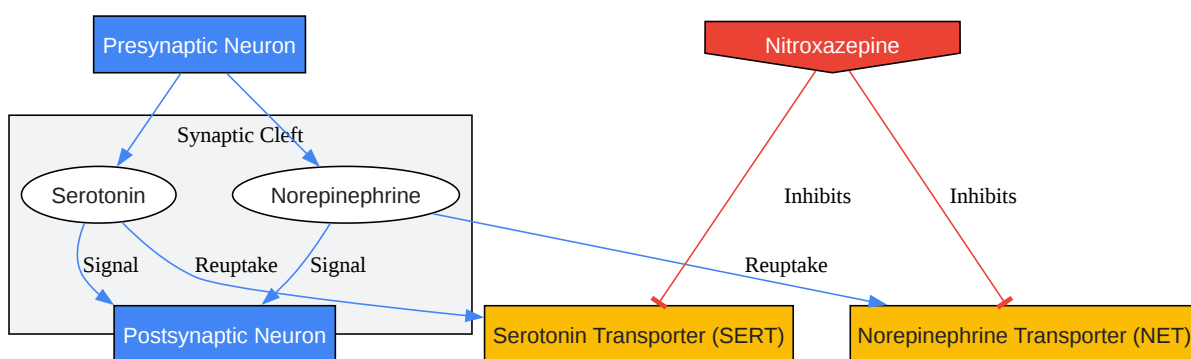 Presynaptic Neuron
Nitroxazepine
Synaptic Cleft
Serotonin
Norepinephrine
Inhibits
Inhibits
Signal
Reuptake
Signal
Reuptake
Postsynaptic Neuron
Serotonin Transporter (SERT)
Norepinephrine Transporter (NET)